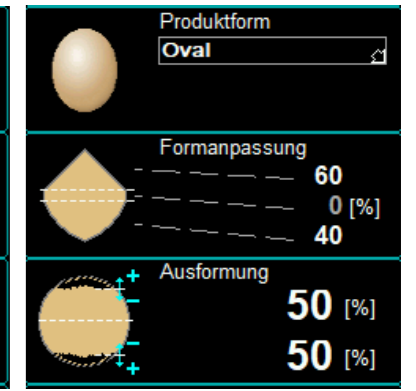 Produktform
Oval
Formanpassung
60
0 [%]
40
Ausformung
+
−
50 [%]
−
50 [%]
+